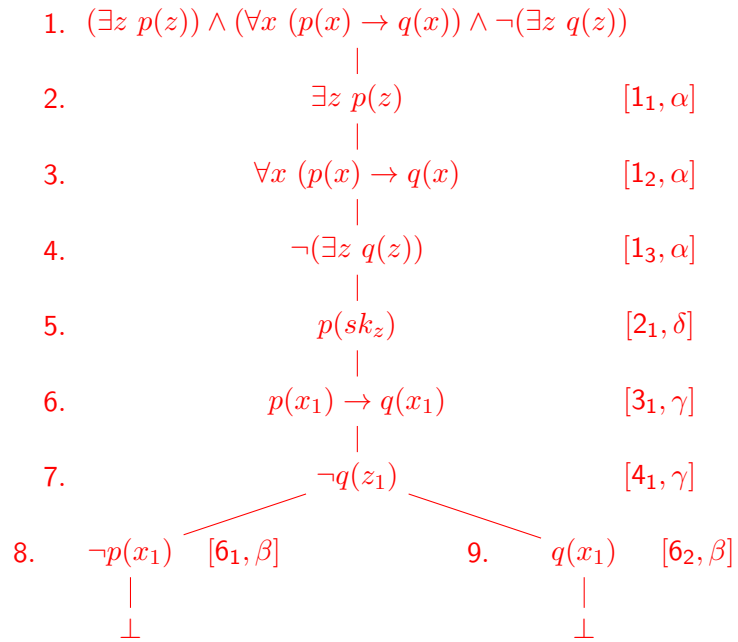 1. (∃z p(z)) ∧ (∀x (p(x) → q(x)) ∧ ¬(∃z q(z))
2. ∃z p(z) [1₁, α]
3. ∀x (p(x) → q(x) [1₂, α]
4. ¬(∃z q(z)) [1₃, α]
5. p(sk_z) [2₁, δ]
6. p(x₁) → q(x₁) [3₁, γ]
7. ¬q(z₁) [4₁, γ]
8. ¬p(x₁) [6₁, β] 9. q(x₁) [6₂, β]
⊥ ⊥